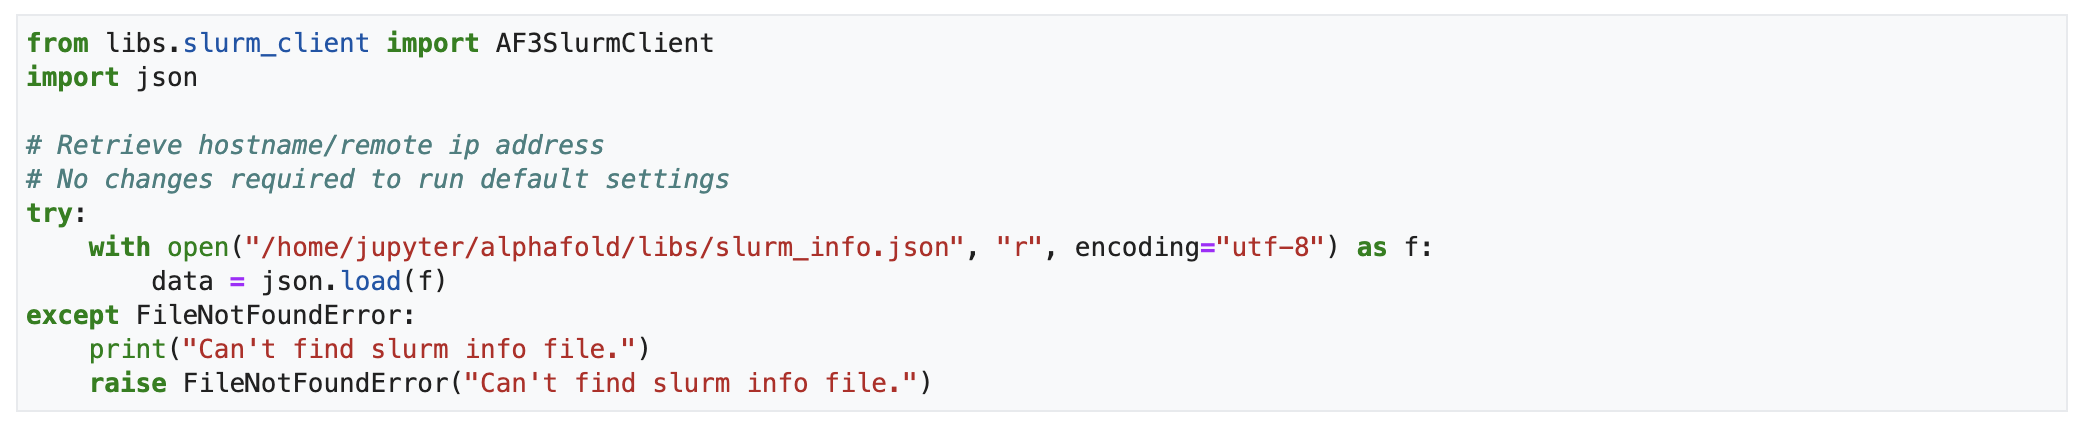 from libs.slurm_client import AF3SlurmClient
import json

# Retrieve hostname/remote ip address
# No changes required to run default settings
try:
    with open("/home/jupyter/alphafold/libs/slurm_info.json", "r", encoding="utf-8") as f:
        data = json.load(f)
except FileNotFoundError:
    print("Can't find slurm info file.")
    raise FileNotFoundError("Can't find slurm info file.")